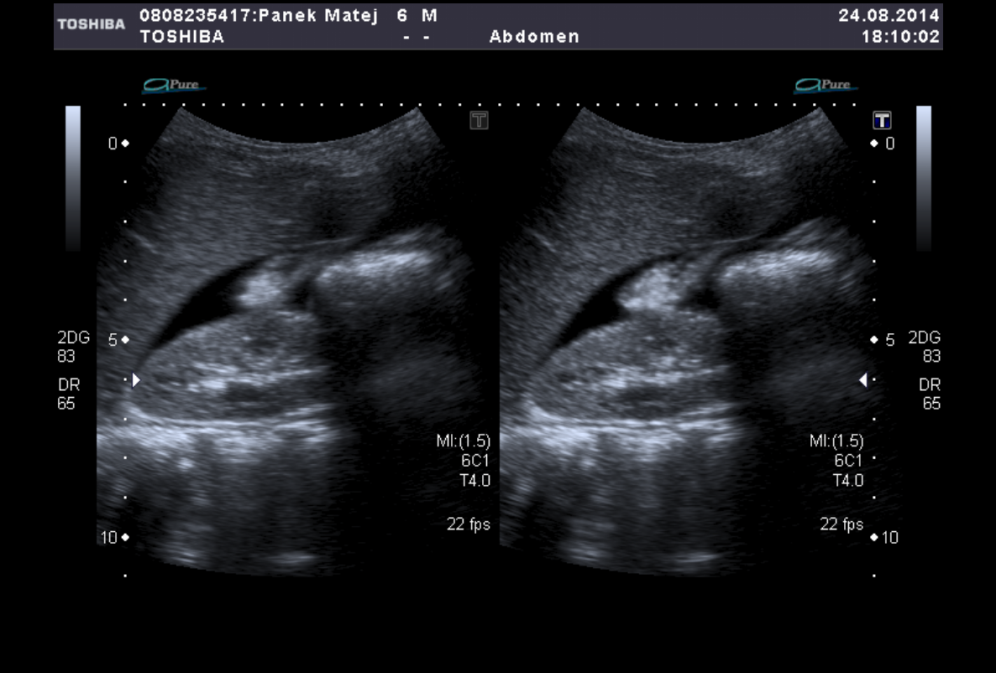 TOSHIBA
0808235417:Panek Matej 6 M
24.08.2014
TOSHIBA
- -
Abdomen
18:10:02
aPure
aPure
T
T
0
0
2DG
83
5
5
2DG
83
DR
65
DR
65
MI:(1.5)
6C1
T4.0
MI:(1.5)
6C1
T4.0
22 fps
22 fps
10
10